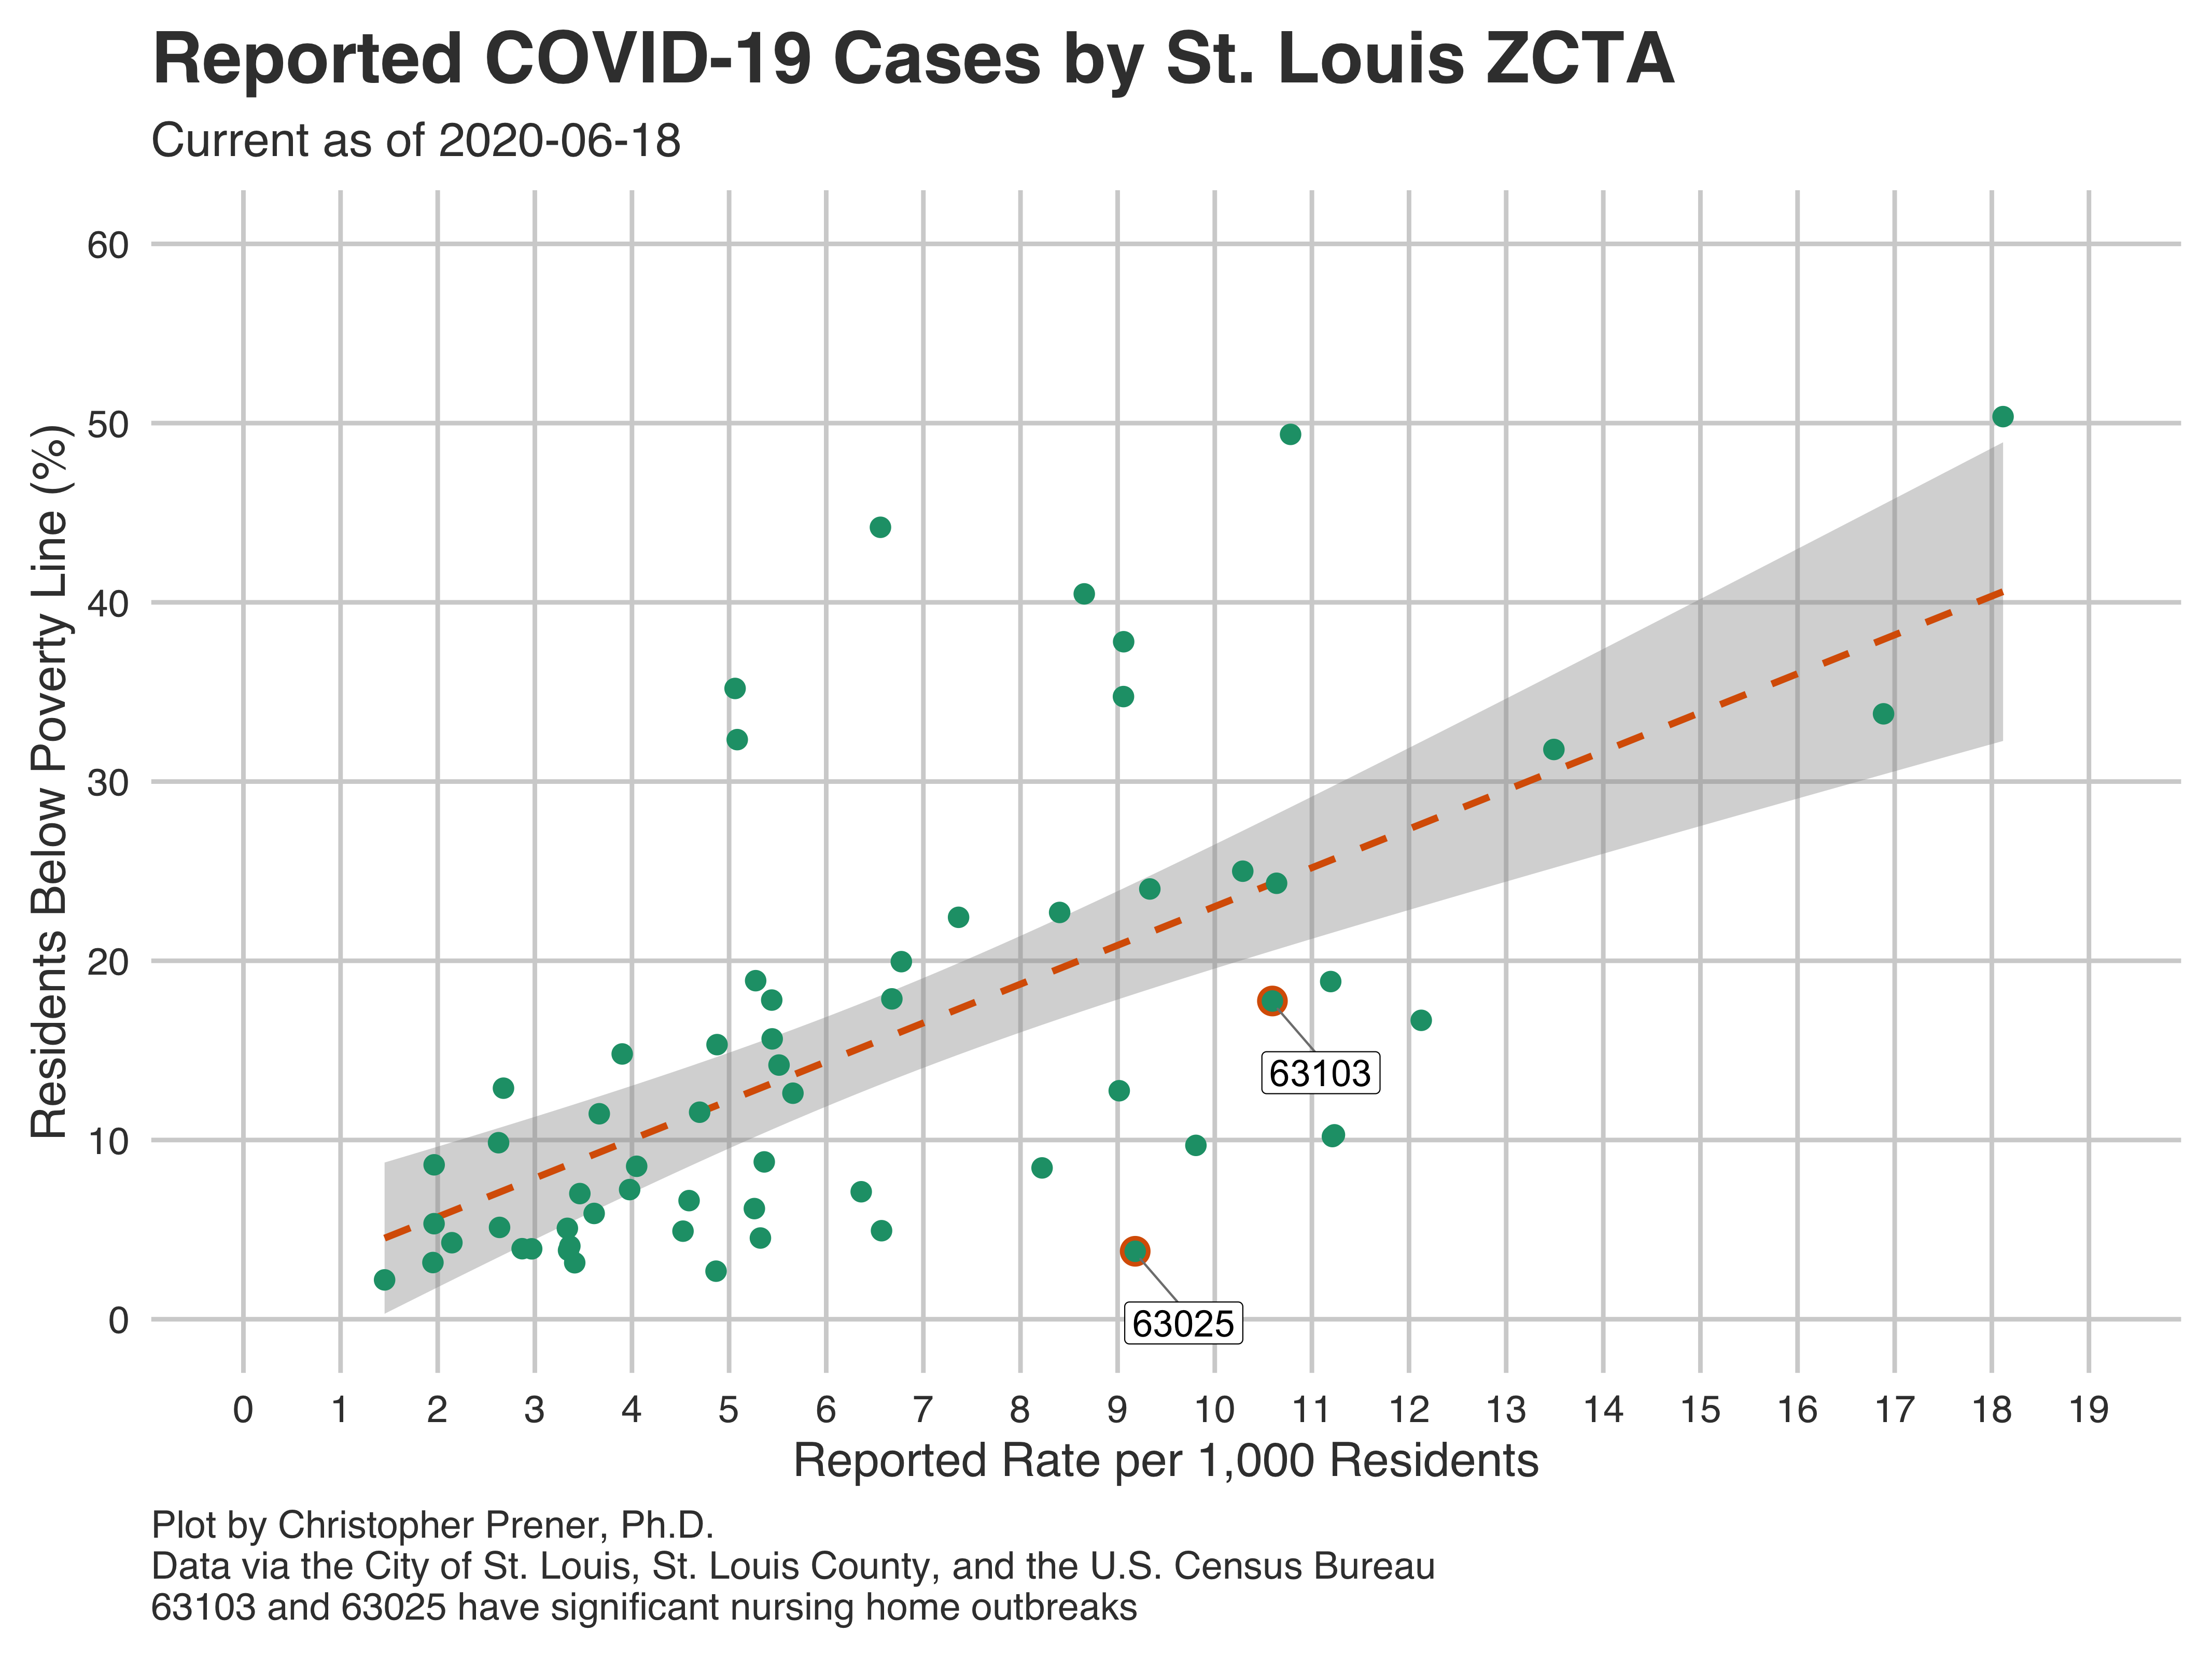 Reported COVID-19 Cases by St. Louis ZCTA
Current as of 2020-06-18
Residents Below Poverty Line (%)
60
50
40
30
20
10
0
63103
63025
0 1 2 3 4 5 6 7 8 9 10 11 12 13 14 15 16 17 18 19
Reported Rate per 1,000 Residents
Plot by Christopher Prener, Ph.D.
Data via the City of St. Louis, St. Louis County, and the U.S. Census Bureau
63103 and 63025 have significant nursing home outbreaks